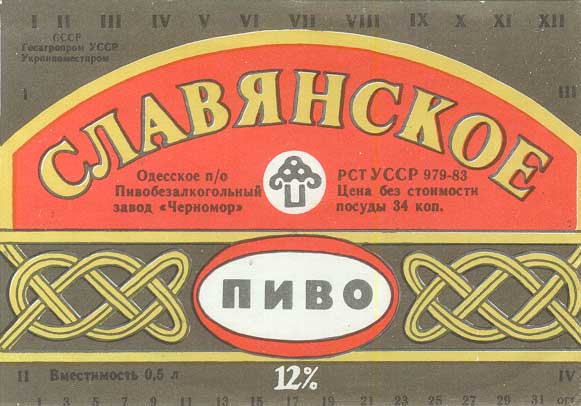 I II III IV V VI VII VIII IX X XI XII
СССР
Госагропром УССР
Укрпивоместпром
I
III
СЛАВЯНСКОЕ
Одесское п/о
Пивобезалкогольный
завод «Черномор»
РСТ УССР 979-83
Цена без стоимости
посуды 34 коп.
ПИВО
II
Вместимость 0,5 л
12%
IV
1 3 5 7 9 11 13 15 17 19 21 23 25 27 29 31